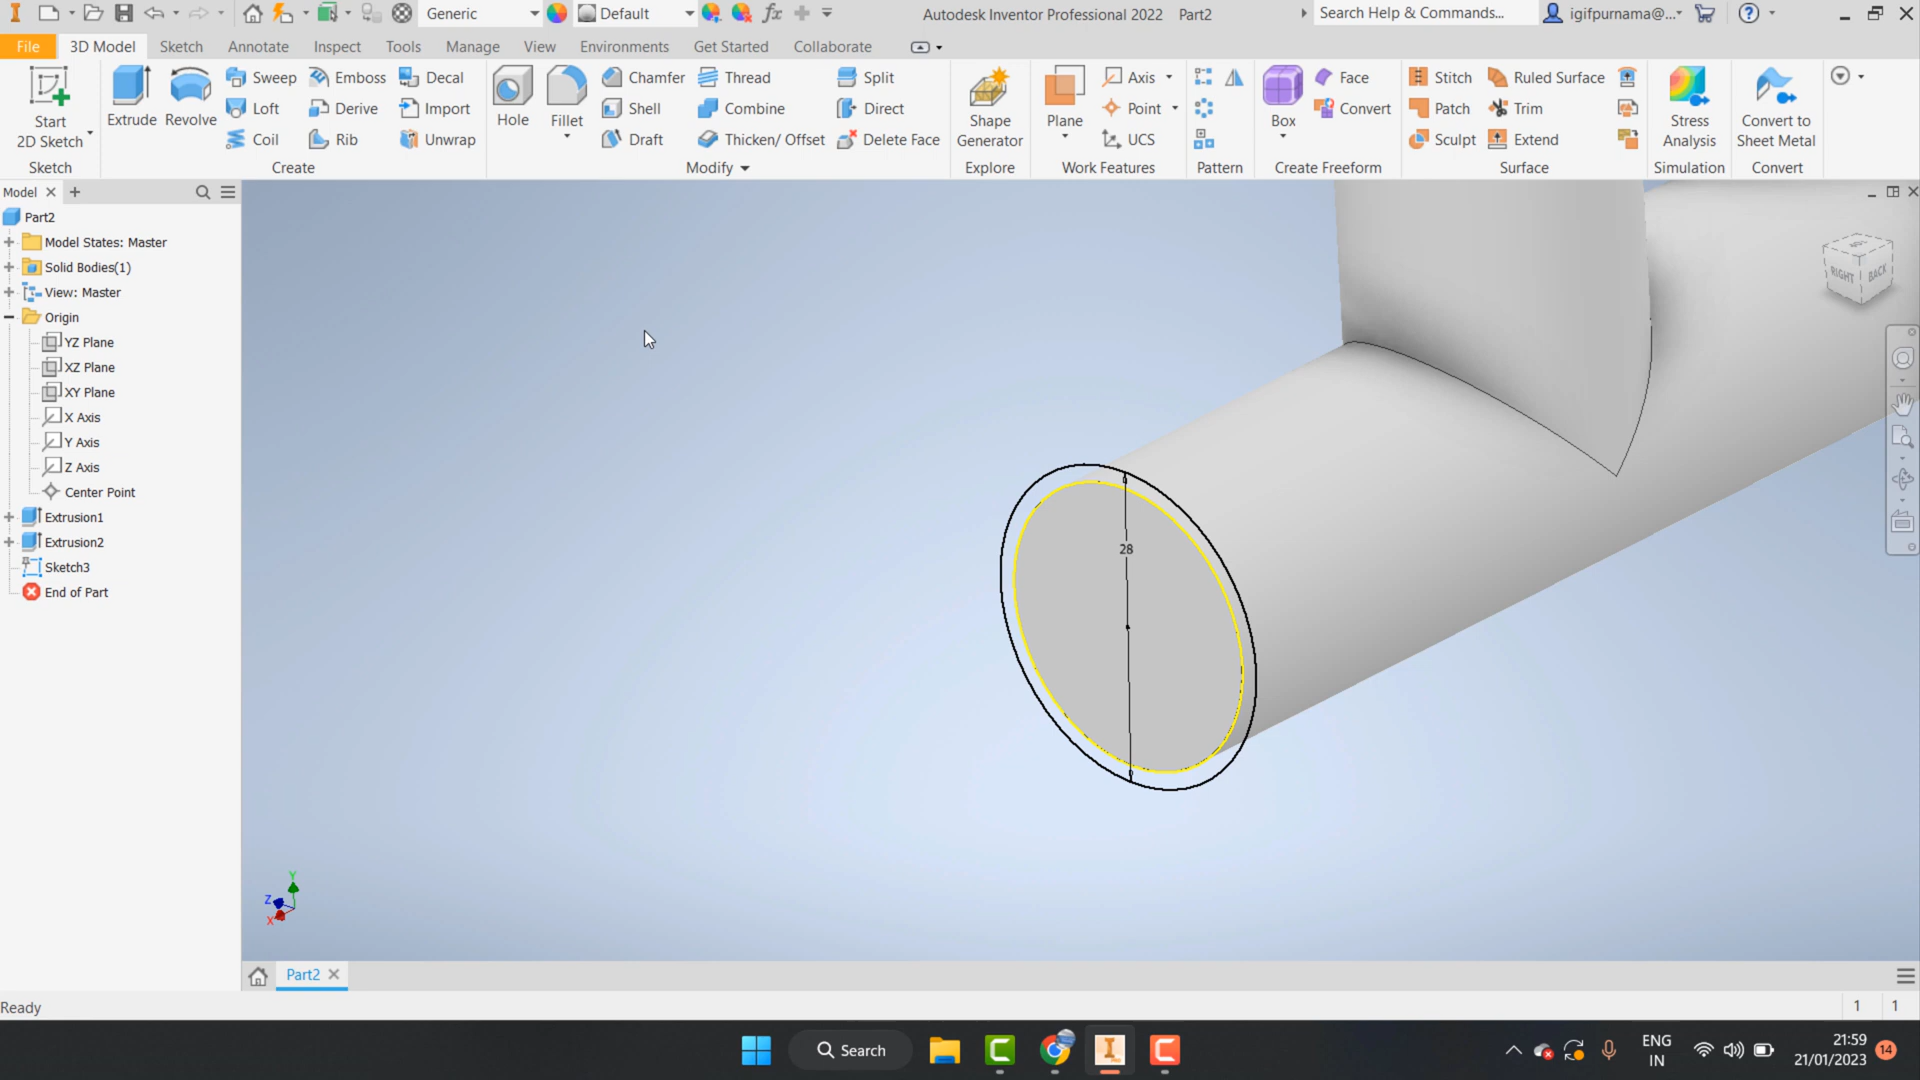 Generic
Default
fx
Autodesk Inventor Professional 2022 Part2
Search Help & Commands...
igifpurnama@...
File
3D Model
Sketch
Annotate
Inspect
Tools
Manage
View
Environments
Get Started
Collaborate
Start
2D Sketch
Sketch
Extrude
Revolve
Sweep
Loft
Coil
Emboss
Derive
Rib
Decal
Import
Unwrap
Create
Hole
Fillet
Chamfer
Shell
Draft
Thread
Combine
Thicken/ Offset
Split
Direct
Delete Face
Modify
Shape
Generator
Explore
Plane
Axis
Point
UCS
Work Features
Pattern
Box
Face
Convert
Create Freeform
Stitch
Patch
Sculpt
Ruled Surface
Trim
Extend
Surface
Stress
Analysis
Simulation
Convert to
Sheet Metal
Convert
Model
Part2
Model States: Master
Solid Bodies(1)
View: Master
Origin
YZ Plane
XZ Plane
XY Plane
X Axis
Y Axis
Z Axis
Center Point
Extrusion1
Extrusion2
Sketch3
End of Part
RIGHT
BACK
28
Y
Z
X
Part2
Ready
1
1
Search
ENG
IN
21:59
21/01/2023
14